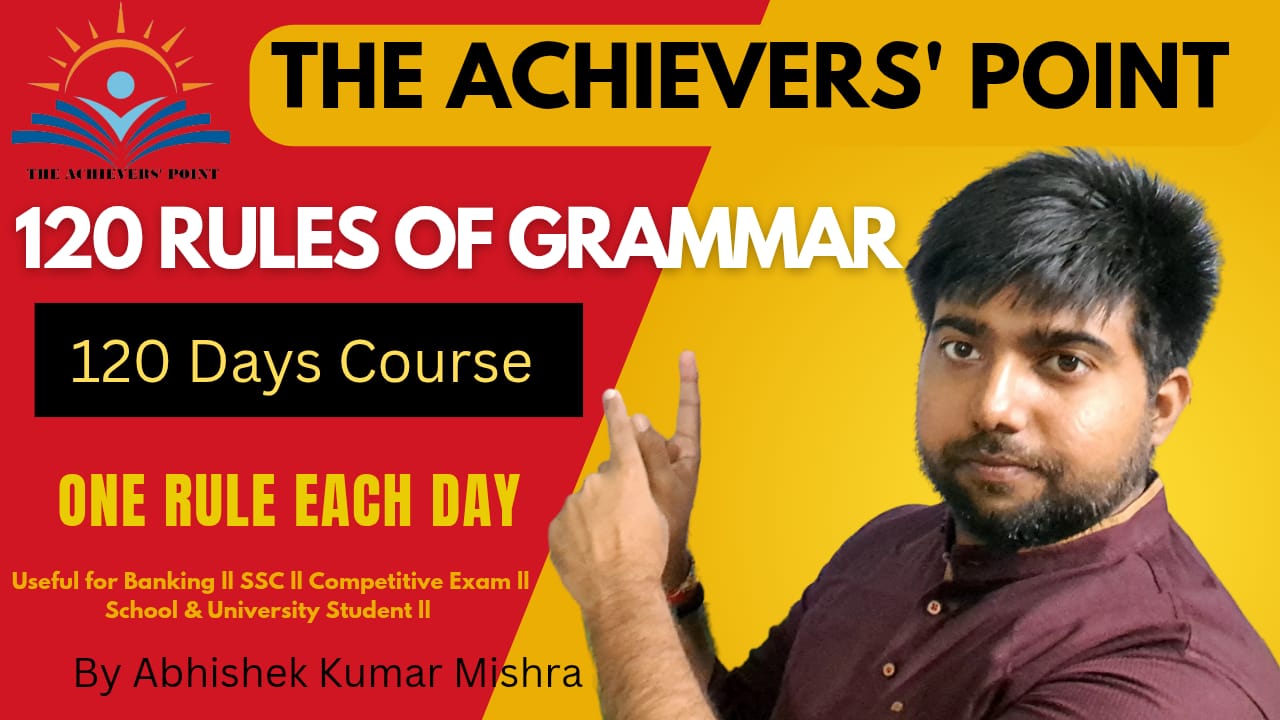 THE ACHIEVERS' POINT
THE ACHIEVERS' POINT
120 RULES OF GRAMMAR
120 Days Course
ONE RULE EACH DAY
Useful for Banking ll SSC ll Competitive Exam ll
School & University Student ll
By Abhishek Kumar Mishra